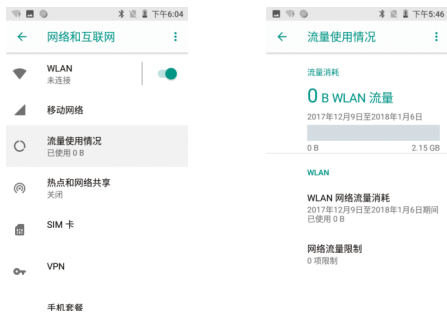 下午6:04
网络和互联网
WLAN
未连接
移动网络
流量使用情况
已使用 0 B
热点和网络共享
关闭
SIM 卡
VPN
手机套餐
下午5:46
流量使用情况
流量消耗
0 B WLAN 流量
2017年12月9日至2018年1月6日
0 B
2.15 GB
WLAN
WLAN 网络流量消耗
2017年12月9日至2018年1月6日期间
已使用 0 B
网络流量限制
0 项限制